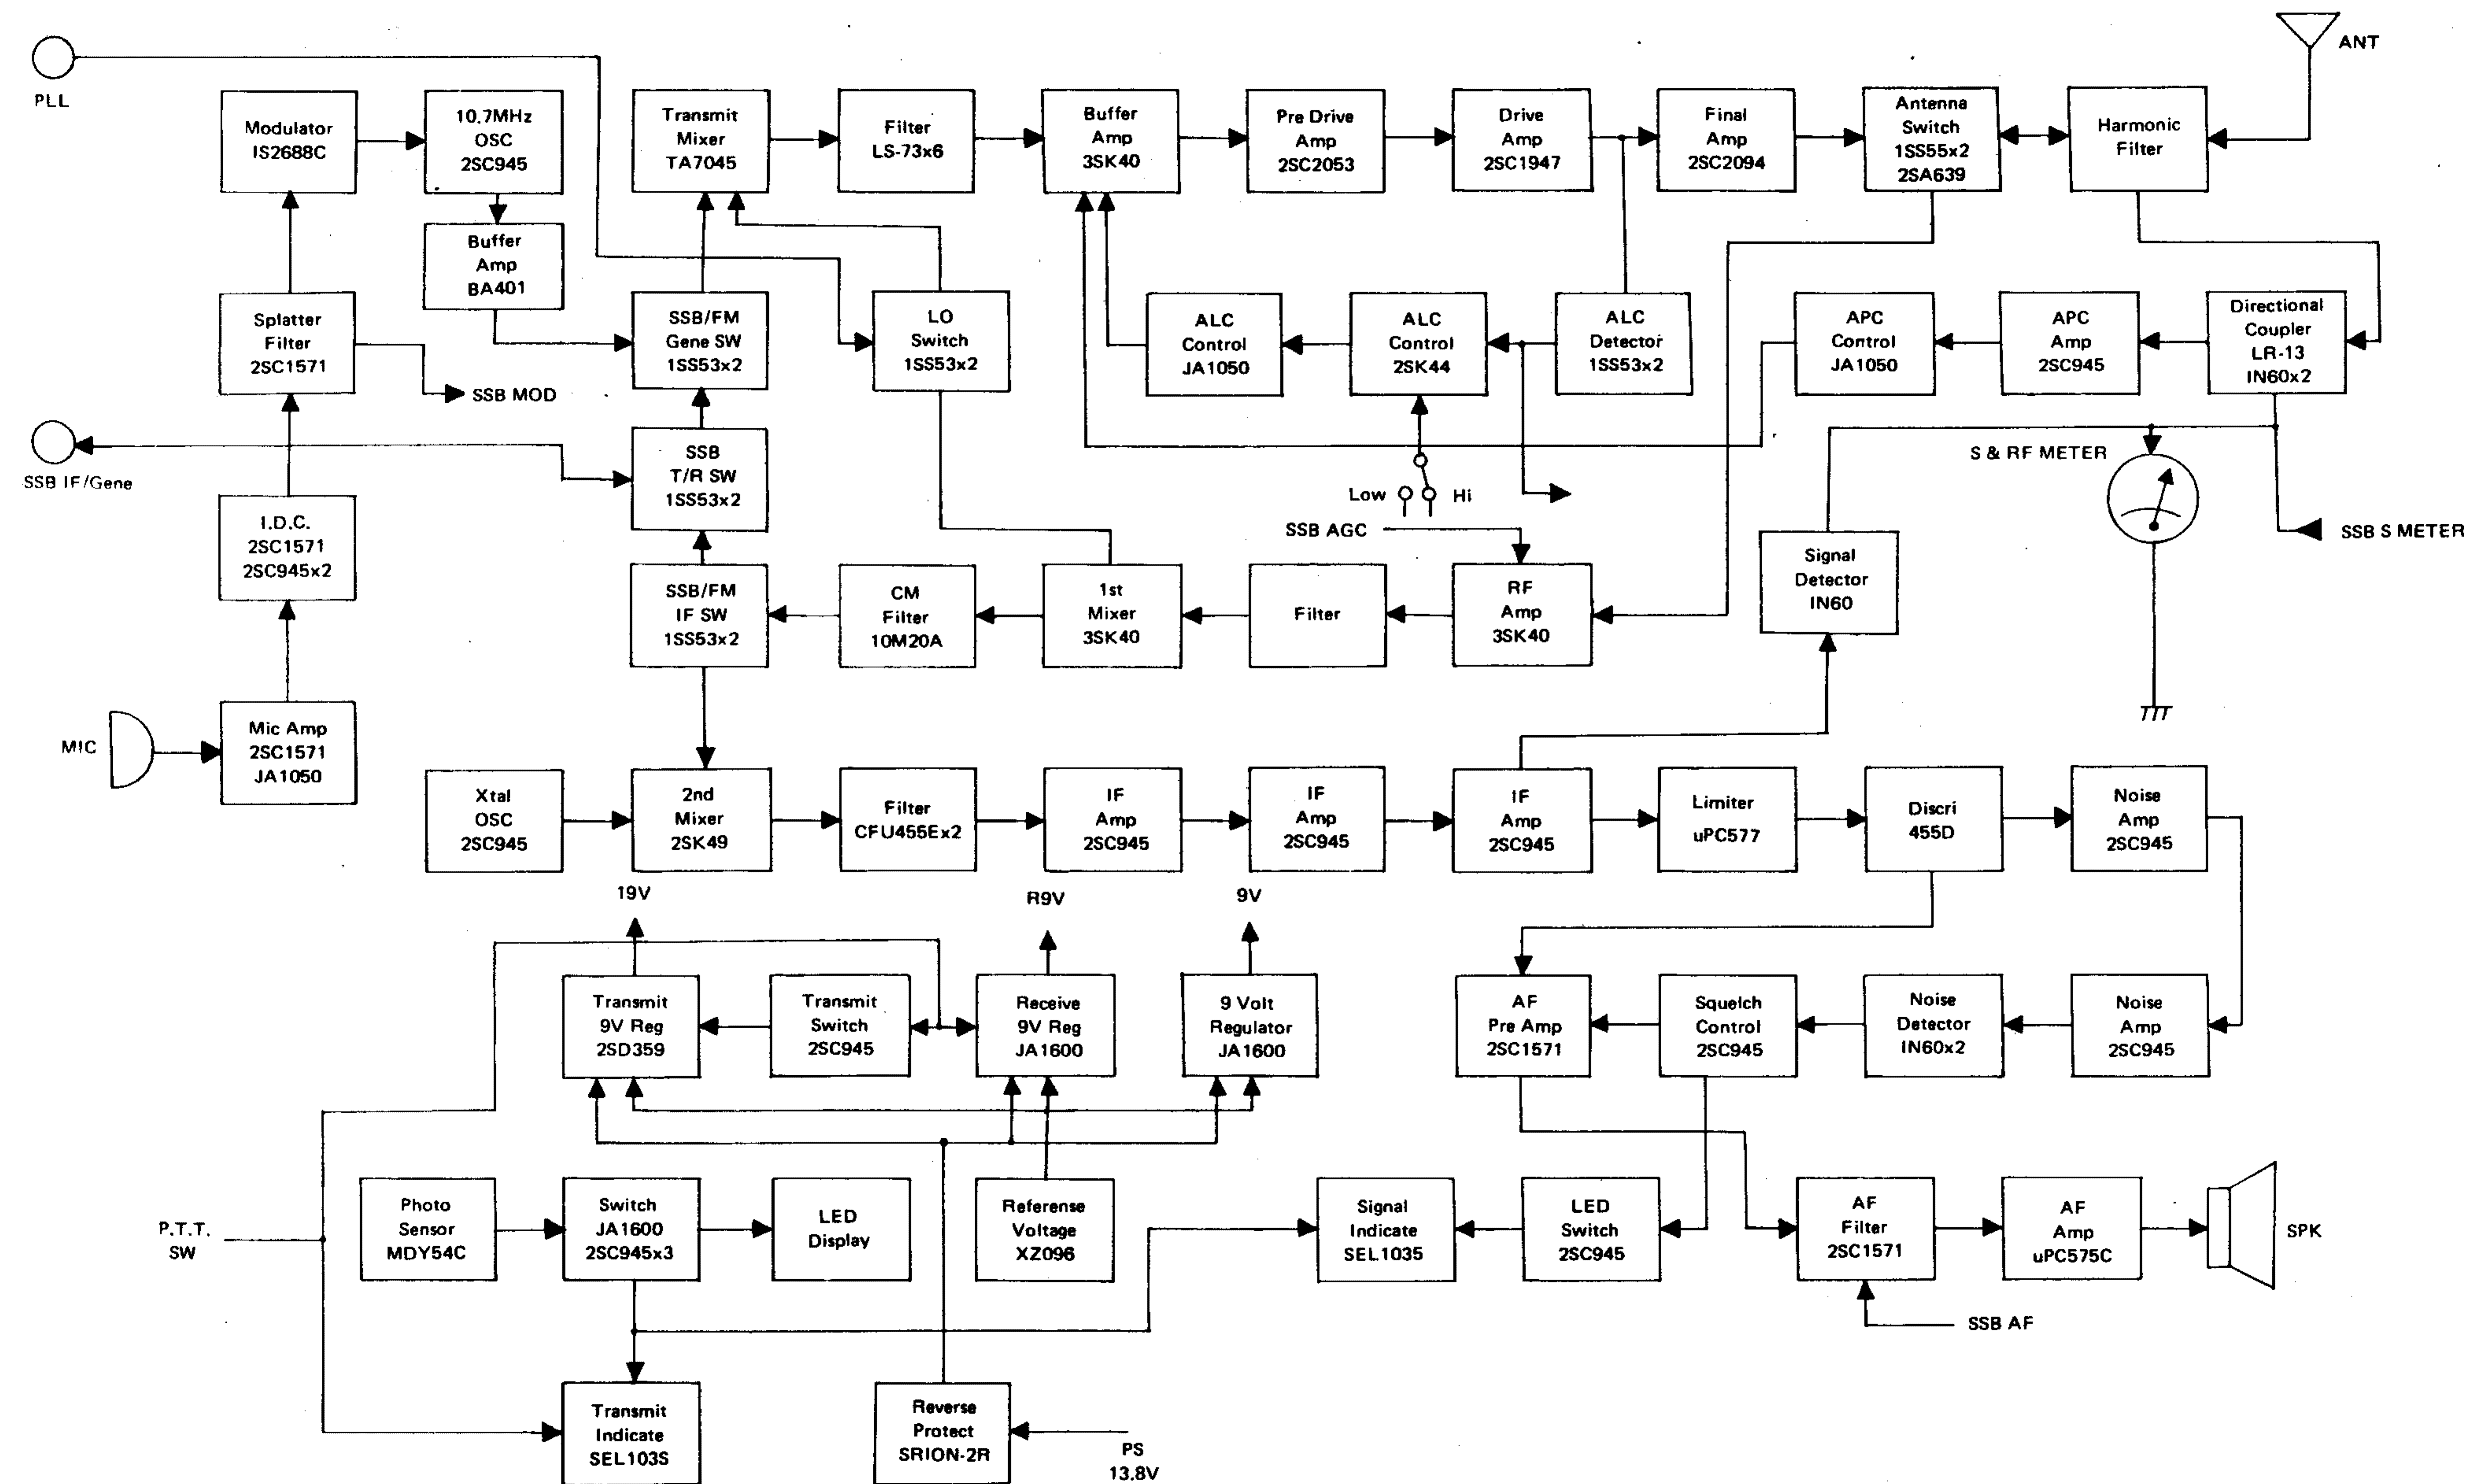 ANT
PLL
Modulator
IS2688C
10.7MHz
OSC
2SC945
Transmit
Mixer
TA7045
Filter
LS-73x6
Buffer
Amp
3SK40
Pre Drive
Amp
2SC2053
Drive
Amp
2SC1947
Final
Amp
2SC2094
Antenna
Switch
1SS55x2
2SA639
Harmonic
Filter
Buffer
Amp
BA401
Splatter
Filter
2SC1571
SSB/FM
Gene SW
1SS53x2
LO
Switch
1SS53x2
ALC
Control
JA1050
ALC
Control
2SK44
ALC
Detector
1SS53x2
APC
Control
JA1050
APC
Amp
2SC945
Directional
Coupler
LR-13
IN60x2
SSB MOD
SSB IF/Gene
SSB
T/R SW
1SS53x2
S & RF METER
Low
Hi
SSB AGC
SSB S METER
I.D.C.
2SC1571
2SC945x2
SSB/FM
IF SW
1SS53x2
CM
Filter
10M20A
1st
Mixer
3SK40
Filter
RF
Amp
3SK40
Signal
Detector
IN60
MIC
Mic Amp
2SC1571
JA1050
Xtal
OSC
2SC945
2nd
Mixer
2SK49
Filter
CFU455Ex2
IF
Amp
2SC945
IF
Amp
2SC945
IF
Amp
2SC945
Limiter
uPC577
Discri
455D
Noise
Amp
2SC945
19V
R9V
9V
Transmit
9V Reg
2SD359
Transmit
Switch
2SC945
Receive
9V Reg
JA1600
9 Volt
Regulator
JA1600
AF
Pre Amp
2SC1571
Squelch
Control
2SC945
Noise
Detector
IN60x2
Noise
Amp
2SC945
P.T.T.
SW
Photo
Sensor
MDY54C
Switch
JA1600
2SC945x3
LED
Display
Referense
Voltage
XZ096
Signal
Indicate
SEL1035
LED
Switch
2SC945
AF
Filter
2SC1571
AF
Amp
uPC575C
SPK
SSB AF
Transmit
Indicate
SEL103S
Reverse
Protect
SRION-2R
PS
13.8V